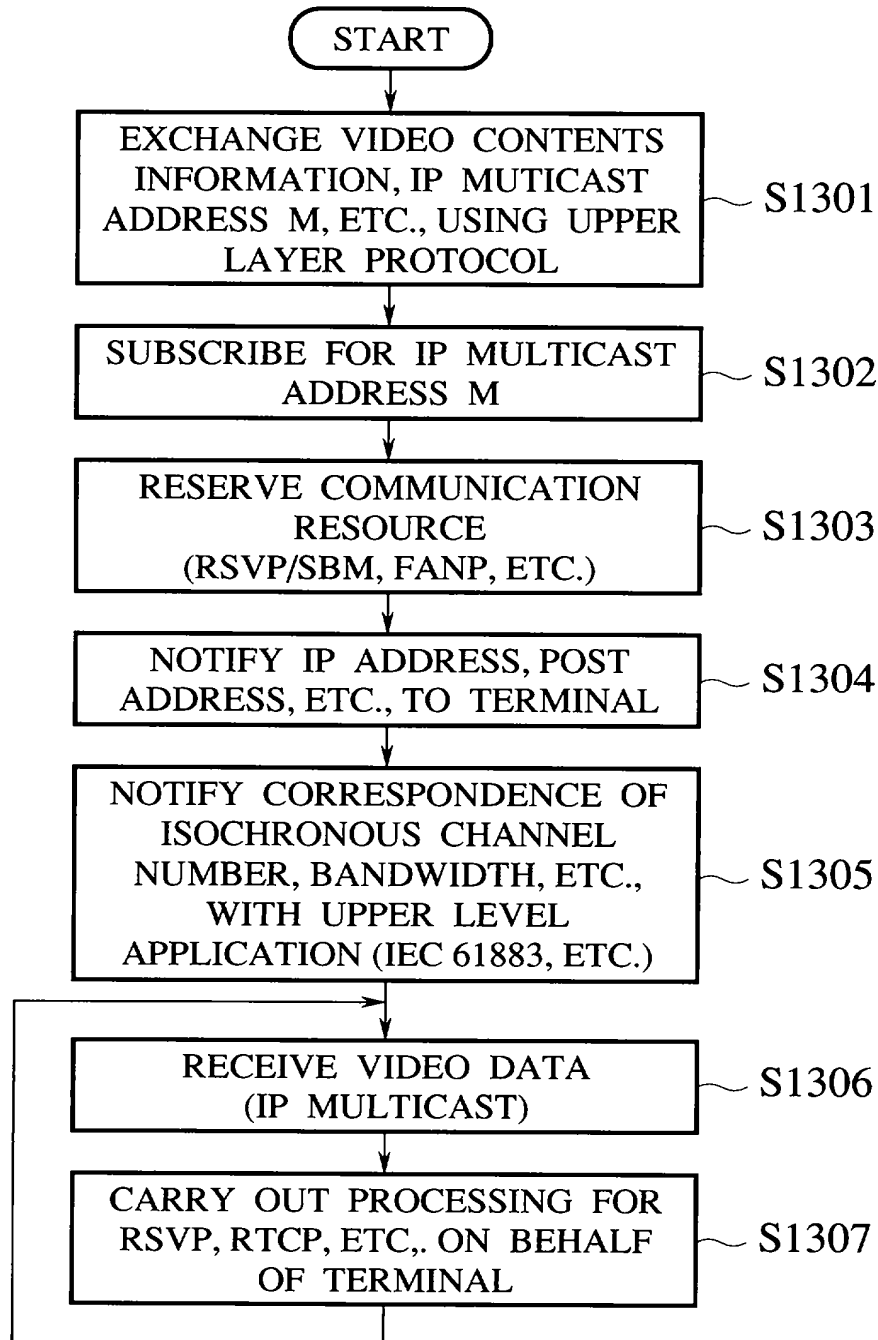 START
EXCHANGE VIDEO CONTENTS
INFORMATION, IP MUTICAST
ADDRESS M, ETC., USING UPPER
LAYER PROTOCOL
S1301
SUBSCRIBE FOR IP MULTICAST
ADDRESS M
S1302
RESERVE COMMUNICATION
RESOURCE
(RSVP/SBM, FANP, ETC.)
S1303
NOTIFY IP ADDRESS, POST
ADDRESS, ETC., TO TERMINAL
S1304
NOTIFY CORRESPONDENCE OF
ISOCHRONOUS CHANNEL
NUMBER, BANDWIDTH, ETC.,
WITH UPPER LEVEL
APPLICATION (IEC 61883, ETC.)
S1305
RECEIVE VIDEO DATA
(IP MULTICAST)
S1306
CARRY OUT PROCESSING FOR
RSVP, RTCP, ETC,. ON BEHALF
OF TERMINAL
S1307